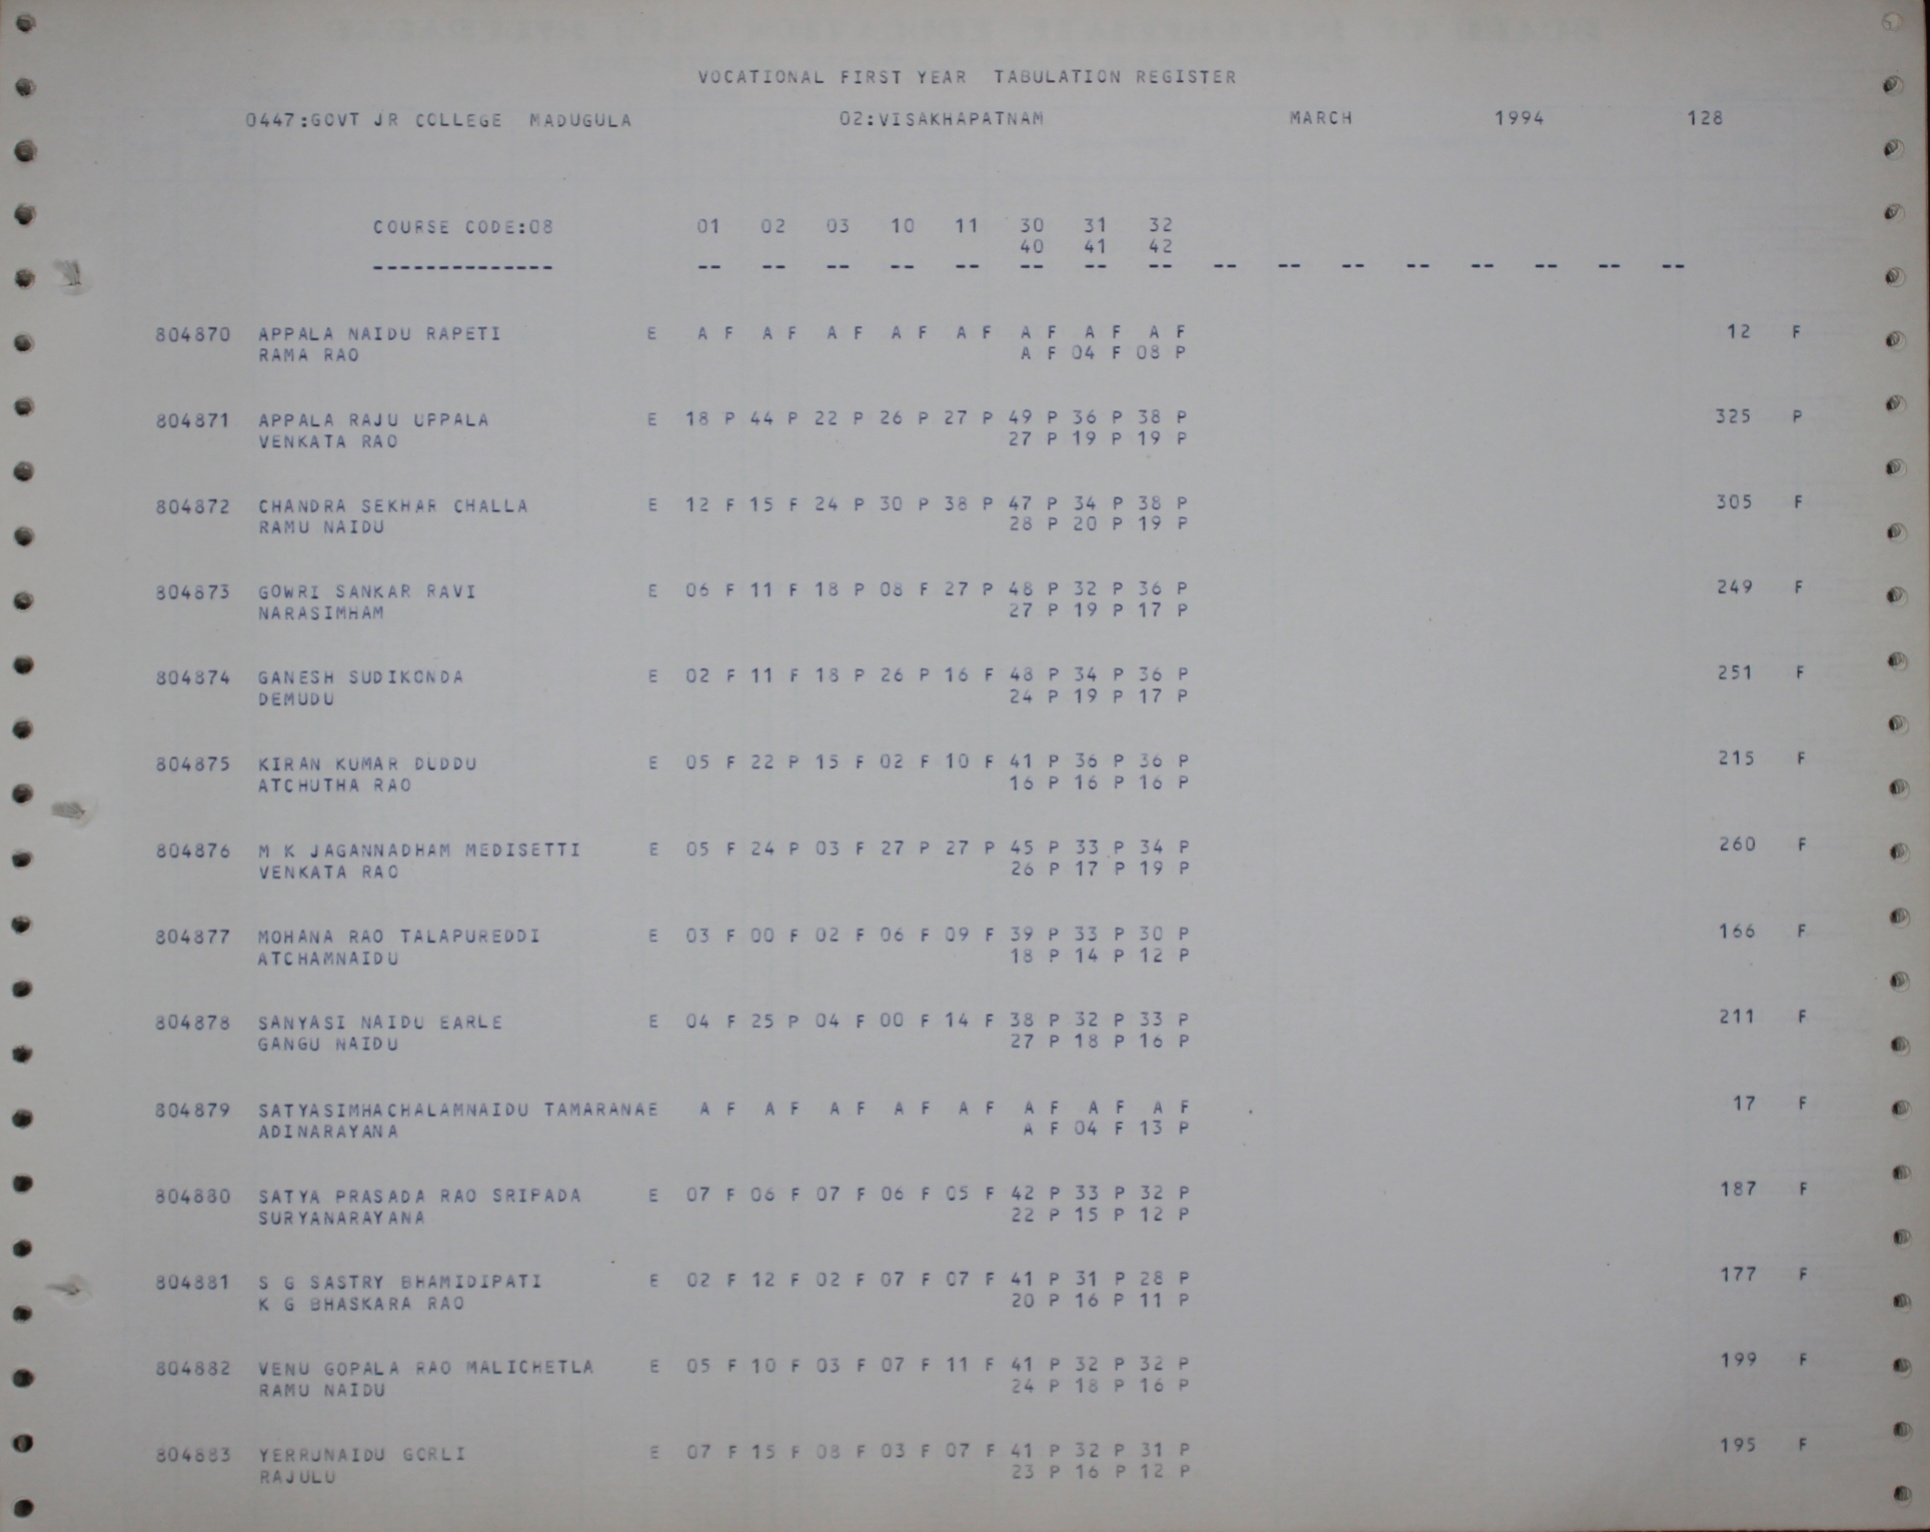 VOCATIONAL FIRST YEAR TABULATION REGISTER
0447:GOVT JR COLLEGE MADUGULA 02:VISAKHAPATNAM MARCH 1994 128
COURSE CODE:08 01 02 03 10 11 30 31 32
40 41 42
-------------- -- -- -- -- -- -- -- -- -- -- -- -- -- -- -- --
804870 APPALA NAIDU RAPETI E A F A F A F A F A F A F A F A F 12 F
RAMA RAO A F 04 F 08 P
804871 APPALA RAJU UPPALA E 18 P 44 P 22 P 26 P 27 P 49 P 36 P 38 P 325 P
VENKATA RAO 27 P 19 P 19 P
804872 CHANDRA SEKHAR CHALLA E 12 F 15 F 24 P 30 P 38 P 47 P 34 P 38 P 305 F
RAMU NAIDU 28 P 20 P 19 P
804873 GOWRI SANKAR RAVI E 06 F 11 F 18 P 08 F 27 P 48 P 32 P 36 P 249 F
NARASIMHAM 27 P 19 P 17 P
804874 GANESH SUDIKONDA E 02 F 11 F 18 P 26 P 16 F 48 P 34 P 36 P 251 F
DEMUDU 24 P 19 P 17 P
804875 KIRAN KUMAR DUDDU E 05 F 22 P 15 F 02 F 10 F 41 P 36 P 36 P 215 F
ATCHUTHA RAO 16 P 16 P 16 P
804876 M K JAGANNADHAM MEDISETTI E 05 F 24 P 03 F 27 P 27 P 45 P 33 P 34 P 260 F
VENKATA RAO 26 P 17 P 19 P
804877 MOHANA RAO TALAPUREDDI E 03 F 00 F 02 F 06 F 09 F 39 P 33 P 30 P 166 F
ATCHAMNAIDU 18 P 14 P 12 P
804878 SANYASI NAIDU EARLE E 04 F 25 P 04 F 00 F 14 F 38 P 32 P 33 P 211 F
GANGU NAIDU 27 P 18 P 16 P
804879 SATYASIMHACHALAMNAIDU TAMARANAE A F A F A F A F A F A F A F A F 17 F
ADINARAYANA A F 04 F 13 P
804880 SATYA PRASADA RAO SRIPADA E 07 F 06 F 07 F 06 F 05 F 42 P 33 P 32 P 187 F
SURYANARAYANA 22 P 15 P 12 P
804881 S G SASTRY BHAMIDIPATI E 02 F 12 F 02 F 07 F 07 F 41 P 31 P 28 P 177 F
K G BHASKARA RAO 20 P 16 P 11 P
804882 VENU GOPALA RAO MALICHETLA E 05 F 10 F 03 F 07 F 11 F 41 P 32 P 32 P 199 F
RAMU NAIDU 24 P 18 P 16 P
804883 YERRUNAIDU GORLI E 07 F 15 F 08 F 03 F 07 F 41 P 32 P 31 P 195 F
RAJULU 23 P 16 P 12 P